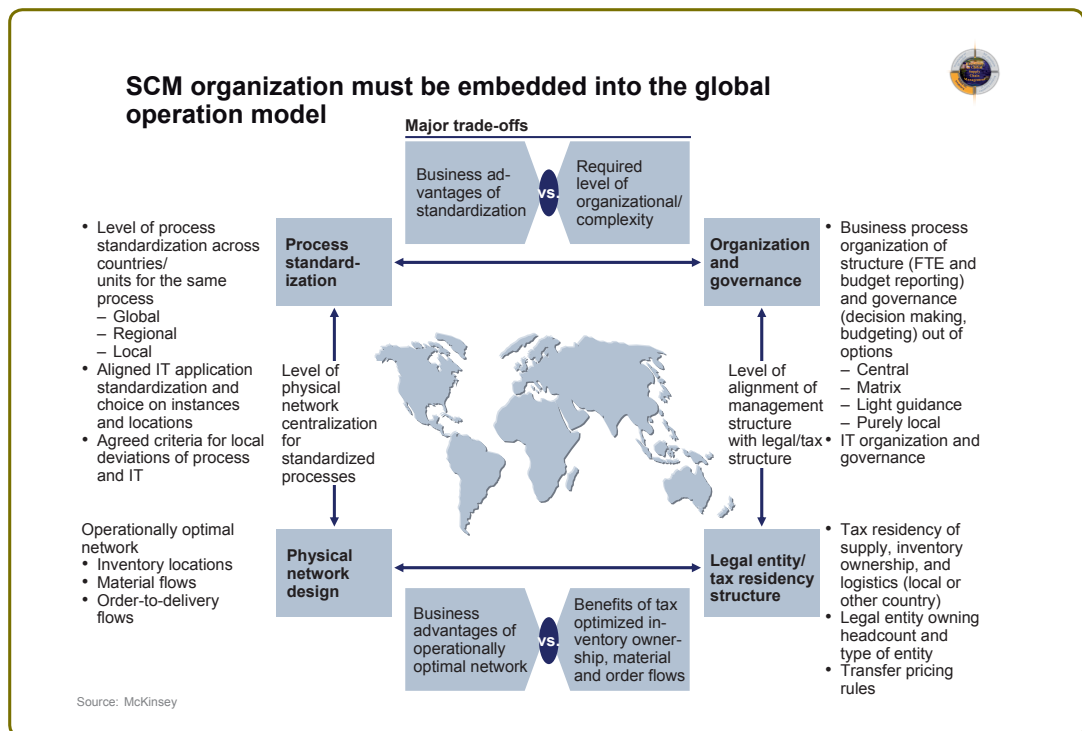 SCM organization must be embedded into the global
operation model
Major trade-offs
Business ad-
vantages of
standardization
vs.
Required
level of
organizational/
complexity
• Level of process
standardization across
countries/
units for the same
process
– Global
– Regional
– Local
• Aligned IT application
standardization and
choice on instances
and locations
• Agreed criteria for local
deviations of process
and IT
Process
standard-
ization
Organization
and
governance
• Business process
organization of
structure (FTE and
budget reporting)
and governance
(decision making,
budgeting) out of
options
– Central
– Matrix
– Light guidance
– Purely local
• IT organization and
governance
Level of
physical
network
centralization
for
standardized
processes
Level of
alignment of
management
structure
with legal/tax
structure
Operationally optimal
network
• Inventory locations
• Material flows
• Order-to-delivery
flows
Physical
network
design
Legal entity/
tax residency
structure
• Tax residency of
supply, inventory
ownership, and
logistics (local or
other country)
• Legal entity owning
headcount and
type of entity
• Transfer pricing
rules
Business
advantages of
operationally
optimal network
vs.
Benefits of tax
optimized in-
ventory owner-
ship, material
and order flows
Source: McKinsey